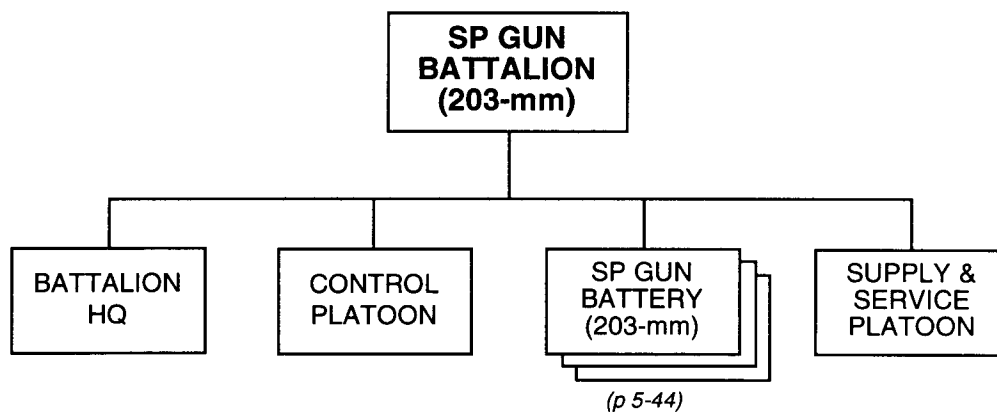 SP GUN
BATTALION
(203-mm)
BATTALION
HQ
CONTROL
PLATOON
SP GUN
BATTERY
(203-mm)
SUPPLY &
SERVICE
PLATOON
(p 5-44)